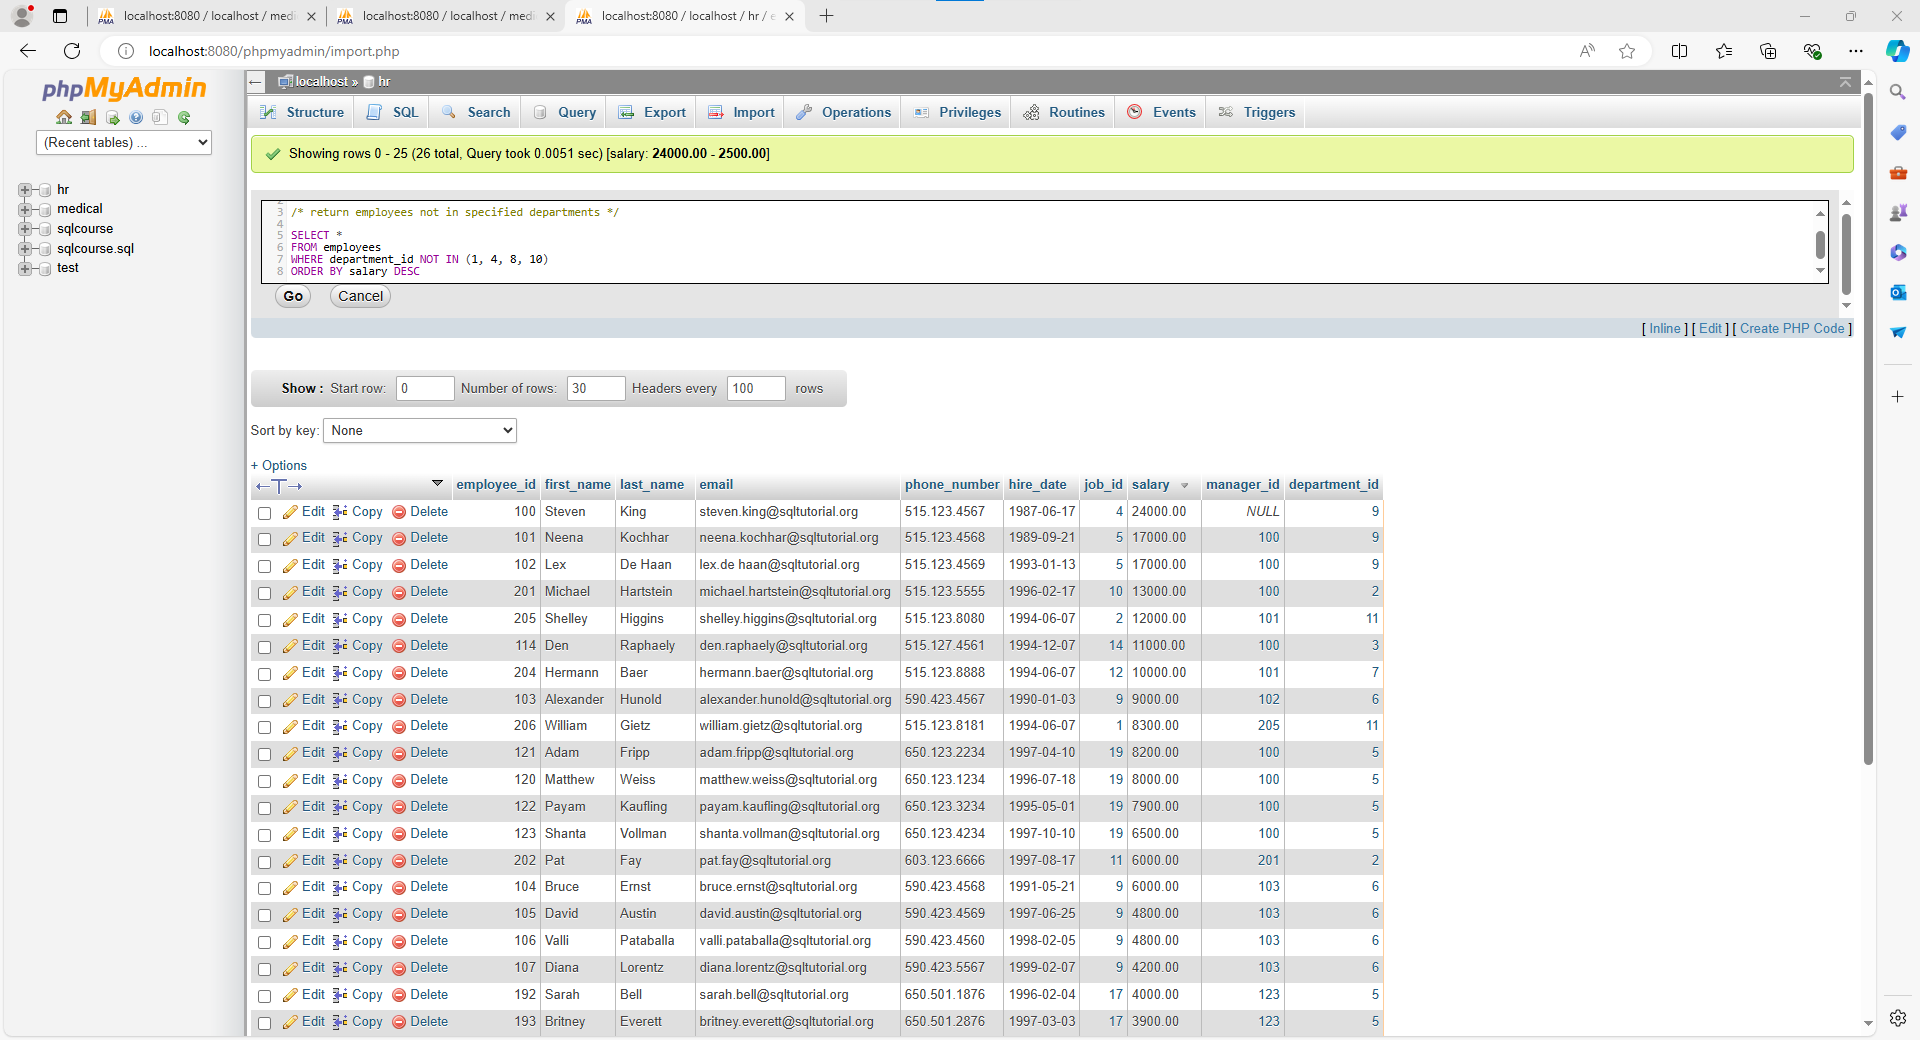 localhost:8080 / localhost / medi
localhost:8080 / localhost / medi
localhost:8080 / localhost / hr / e
localhost:8080/phpmyadmin/import.php
phpMyAdmin
(Recent tables) ...
hr
medical
sqlcourse
sqlcourse.sql
test
localhost » hr
Structure SQL Search Query Export Import Operations Privileges Routines Events Triggers
Showing rows 0 - 25 (26 total, Query took 0.0051 sec) [salary: 24000.00 - 2500.00]
3 /* return employees not in specified departments */
4
5 SELECT *
6 FROM employees
7 WHERE department_id NOT IN (1, 4, 8, 10)
8 ORDER BY salary DESC
Go Cancel
[ Inline ] [ Edit ] [ Create PHP Code ]
Show : Start row: 0 Number of rows: 30 Headers every 100 rows
Sort by key: None
+ Options
←T→ employee_id first_name last_name email phone_number hire_date job_id salary manager_id department_id
Edit Copy Delete 100 Steven King steven.king@sqltutorial.org 515.123.4567 1987-06-17 4 24000.00 NULL 9
Edit Copy Delete 101 Neena Kochhar neena.kochhar@sqltutorial.org 515.123.4568 1989-09-21 5 17000.00 100 9
Edit Copy Delete 102 Lex De Haan lex.de haan@sqltutorial.org 515.123.4569 1993-01-13 5 17000.00 100 9
Edit Copy Delete 201 Michael Hartstein michael.hartstein@sqltutorial.org 515.123.5555 1996-02-17 10 13000.00 100 2
Edit Copy Delete 205 Shelley Higgins shelley.higgins@sqltutorial.org 515.123.8080 1994-06-07 2 12000.00 101 11
Edit Copy Delete 114 Den Raphaely den.raphaely@sqltutorial.org 515.127.4561 1994-12-07 14 11000.00 100 3
Edit Copy Delete 204 Hermann Baer hermann.baer@sqltutorial.org 515.123.8888 1994-06-07 12 10000.00 101 7
Edit Copy Delete 103 Alexander Hunold alexander.hunold@sqltutorial.org 590.423.4567 1990-01-03 9 9000.00 102 6
Edit Copy Delete 206 William Gietz william.gietz@sqltutorial.org 515.123.8181 1994-06-07 1 8300.00 205 11
Edit Copy Delete 121 Adam Fripp adam.fripp@sqltutorial.org 650.123.2234 1997-04-10 19 8200.00 100 5
Edit Copy Delete 120 Matthew Weiss matthew.weiss@sqltutorial.org 650.123.1234 1996-07-18 19 8000.00 100 5
Edit Copy Delete 122 Payam Kaufling payam.kaufling@sqltutorial.org 650.123.3234 1995-05-01 19 7900.00 100 5
Edit Copy Delete 123 Shanta Vollman shanta.vollman@sqltutorial.org 650.123.4234 1997-10-10 19 6500.00 100 5
Edit Copy Delete 202 Pat Fay pat.fay@sqltutorial.org 603.123.6666 1997-08-17 11 6000.00 201 2
Edit Copy Delete 104 Bruce Ernst bruce.ernst@sqltutorial.org 590.423.4568 1991-05-21 9 6000.00 103 6
Edit Copy Delete 105 David Austin david.austin@sqltutorial.org 590.423.4569 1997-06-25 9 4800.00 103 6
Edit Copy Delete 106 Valli Pataballa valli.pataballa@sqltutorial.org 590.423.4560 1998-02-05 9 4800.00 103 6
Edit Copy Delete 107 Diana Lorentz diana.lorentz@sqltutorial.org 590.423.5567 1999-02-07 9 4200.00 103 6
Edit Copy Delete 192 Sarah Bell sarah.bell@sqltutorial.org 650.501.1876 1996-02-04 17 4000.00 123 5
Edit Copy Delete 193 Britney Everett britney.everett@sqltutorial.org 650.501.2876 1997-03-03 17 3900.00 123 5